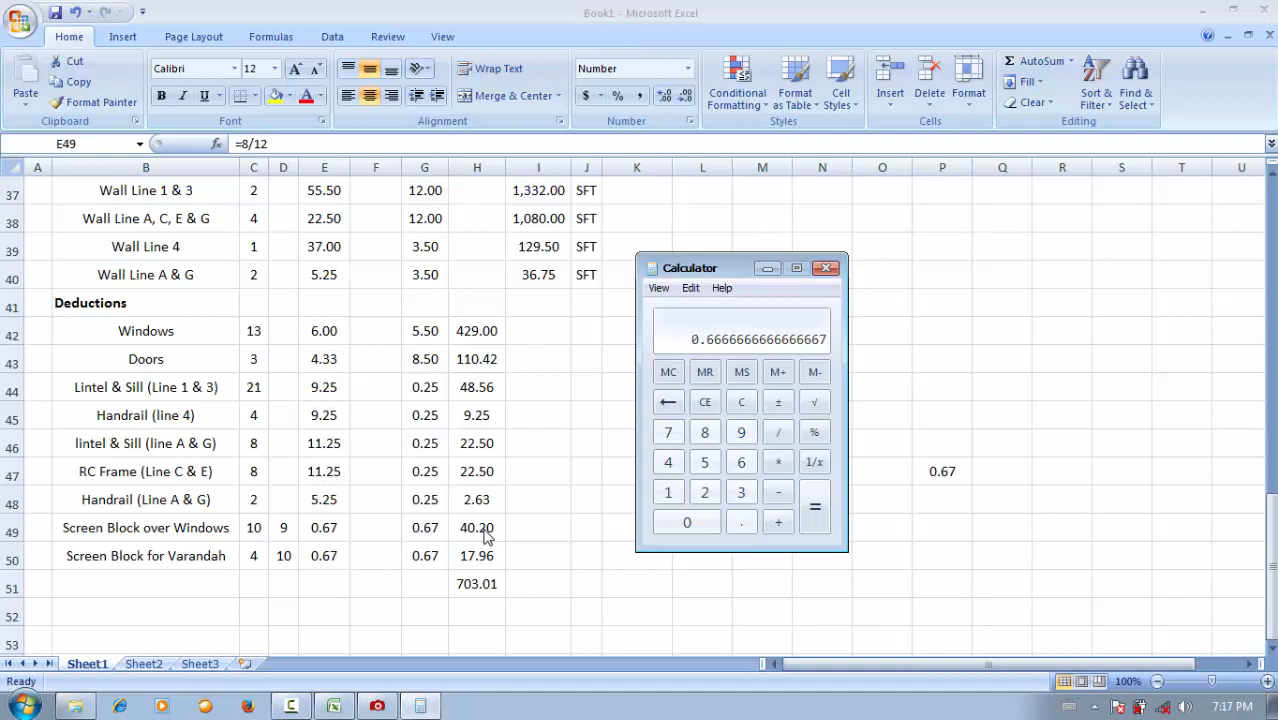 Book1 - Microsoft Excel
Home Insert Page Layout Formulas Data Review View
Paste Cut Copy Format Painter
Calibri 12
B I U
Wrap Text
Merge & Center
Number
$ % ,
Conditional Formatting
Format as Table
Cell Styles
Insert Delete Format
Σ AutoSum
Fill
Clear
Sort & Filter
Find & Select
Clipboard Font Alignment Number Styles Cells Editing
E49 fx =8/12
A B C D E F G H I J K L M N O P Q R S T U
37 Wall Line 1 & 3 2 55.50 12.00 1,332.00 SFT
38 Wall Line A, C, E & G 4 22.50 12.00 1,080.00 SFT
39 Wall Line 4 1 37.00 3.50 129.50 SFT
40 Wall Line A & G 2 5.25 3.50 36.75 SFT
41 Deductions
42 Windows 13 6.00 5.50 429.00
43 Doors 3 4.33 8.50 110.42
44 Lintel & Sill (Line 1 & 3) 21 9.25 0.25 48.56
45 Handrail (line 4) 4 9.25 0.25 9.25
46 lintel & Sill (line A & G) 8 11.25 0.25 22.50
47 RC Frame (Line C & E) 8 11.25 0.25 22.50 0.67
48 Handrail (Line A & G) 2 5.25 0.25 2.63
49 Screen Block over Windows 10 9 0.67 0.67 40.20
50 Screen Block for Varandah 4 10 0.67 0.67 17.96
51 703.01
52
53
Calculator
View Edit Help
0.6666666666666667
MC MR MS M+ M-
← CE C ± √
7 8 9 / %
4 5 6 * 1/x
1 2 3 - =
0 . +
Sheet1 Sheet2 Sheet3
Ready 100%
7:17 PM